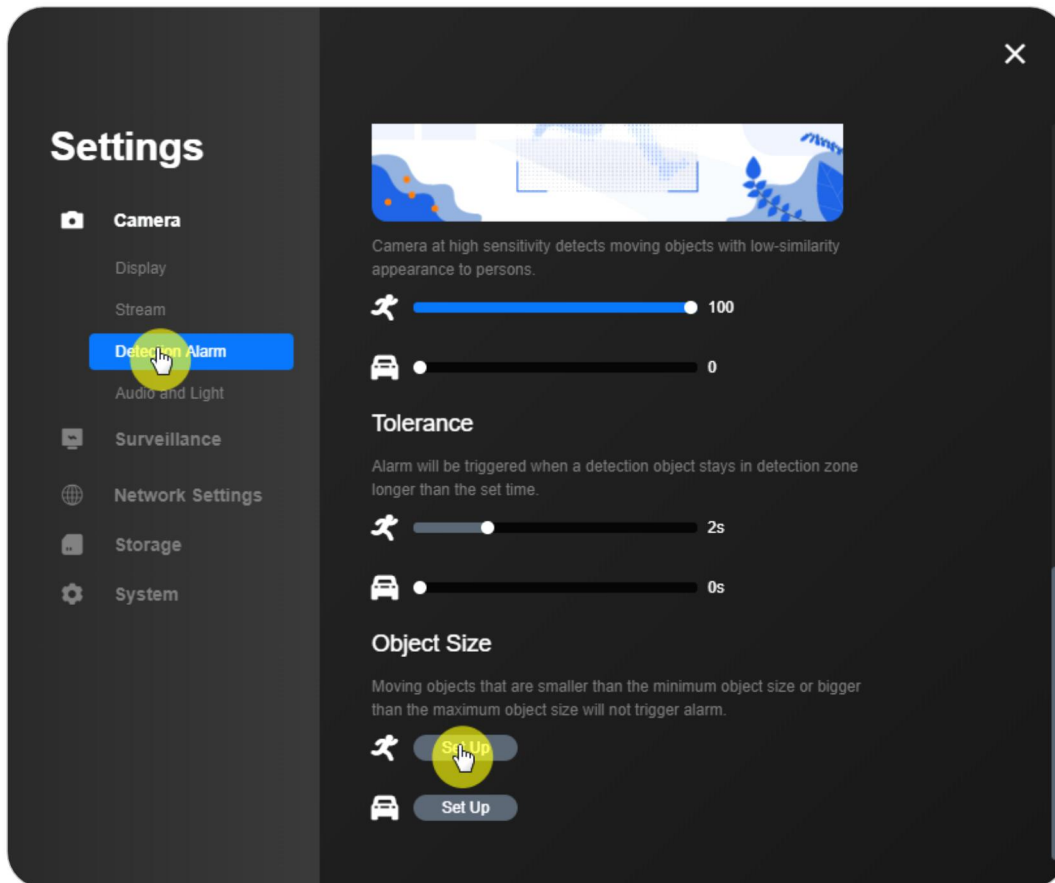 Settings
Camera
Display
Stream
Detection Alarm
Audio and Light
Surveillance
Network Settings
Storage
System
Camera at high sensitivity detects moving objects with low-similarity
appearance to persons.
100
0
Tolerance
Alarm will be triggered when a detection object stays in detection zone
longer than the set time.
2s
0s
Object Size
Moving objects that are smaller than the minimum object size or bigger
than the maximum object size will not trigger alarm.
Set Up
Set Up